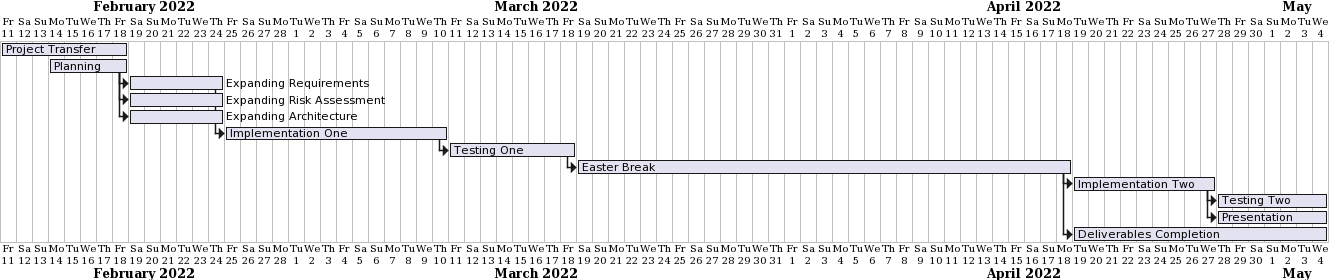 February 2022 March 2022 April 2022 May
Fr Sa Su Mo Tu We Th Fr Sa Su Mo Tu We Th Fr Sa Su Mo Tu We Th Fr Sa Su Mo Tu We Th Fr Sa Su Mo Tu We Th Fr Sa Su Mo Tu We Th Fr Sa Su Mo Tu We Th Fr Sa Su Mo Tu We Th Fr Sa Su Mo Tu We Th Fr Sa Su Mo Tu We Th Fr Sa Su Mo Tu We Th Fr Sa Su Mo Tu We
11 12 13 14 15 16 17 18 19 20 21 22 23 24 25 26 27 28 1 2 3 4 5 6 7 8 9 10 11 12 13 14 15 16 17 18 19 20 21 22 23 24 25 26 27 28 29 30 31 1 2 3 4 5 6 7 8 9 10 11 12 13 14 15 16 17 18 19 20 21 22 23 24 25 26 27 28 29 30 1 2 3 4
Project Transfer
Planning
Expanding Requirements
Expanding Risk Assessment
Expanding Architecture
Implementation One
Testing One
Easter Break
Implementation Two
Testing Two
Presentation
Deliverables Completion
Fr Sa Su Mo Tu We Th Fr Sa Su Mo Tu We Th Fr Sa Su Mo Tu We Th Fr Sa Su Mo Tu We Th Fr Sa Su Mo Tu We Th Fr Sa Su Mo Tu We Th Fr Sa Su Mo Tu We Th Fr Sa Su Mo Tu We Th Fr Sa Su Mo Tu We Th Fr Sa Su Mo Tu We Th Fr Sa Su Mo Tu We Th Fr Sa Su Mo Tu We
11 12 13 14 15 16 17 18 19 20 21 22 23 24 25 26 27 28 1 2 3 4 5 6 7 8 9 10 11 12 13 14 15 16 17 18 19 20 21 22 23 24 25 26 27 28 29 30 31 1 2 3 4 5 6 7 8 9 10 11 12 13 14 15 16 17 18 19 20 21 22 23 24 25 26 27 28 29 30 1 2 3 4
February 2022 March 2022 April 2022 May